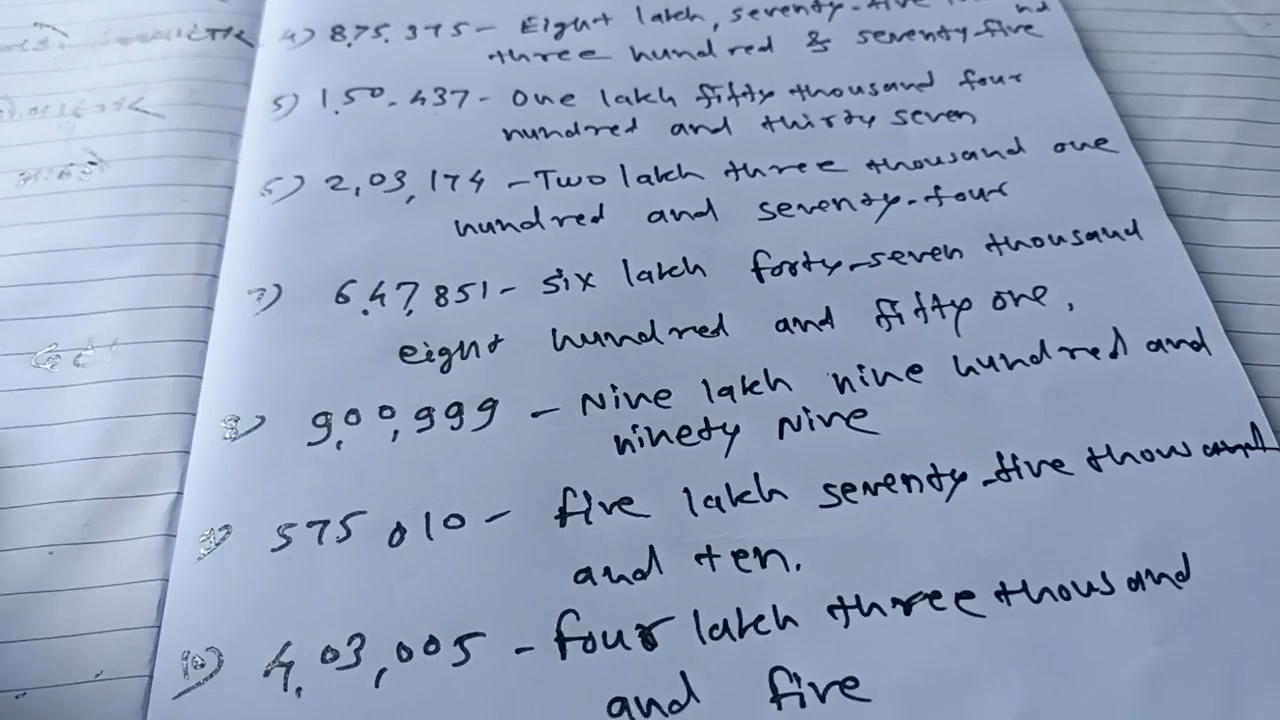 4) 8,75,375- Eight lakh, seventy-five
three hundred & seventy-five
5) 1,50,437- One lakh fifty thousand four
hundred and thirty seven
6) 2,03,174 - Two lakh three thousand one
hundred and seventy-four
7) 6,47,851- six lakh forty-seven thousand
eight hundred and fifty one,
8) 9,00,999 - Nine lakh nine hundred and
ninety Nine
9) 575,010 - five lakh seventy-five thousand
and ten.
10) 4,03,005 - four lakh three thousand
and five